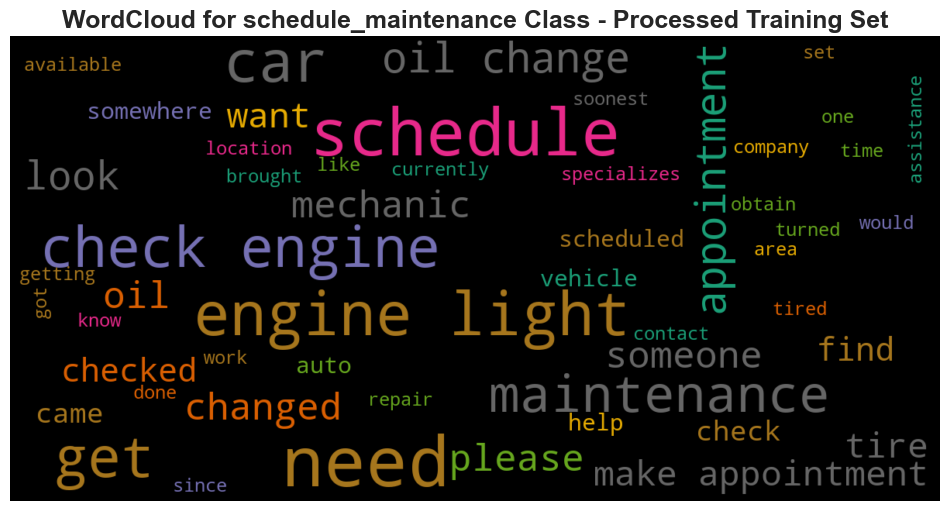 WordCloud for schedule_maintenance Class - Processed Training Set
available
car
oil change
set
somewhere
want
soonest
schedule
appointment
assistance
one
location
like
company
time
look
brought
currently
specializes
mechanic
obtain
check engine
scheduled
turned
would
area
getting
vehicle
got
oil
engine light
tired
know
contact
checked
work
auto
someone
find
done
changed
repair
maintenance
came
help
check
get
need
please
tire
make appointment
since